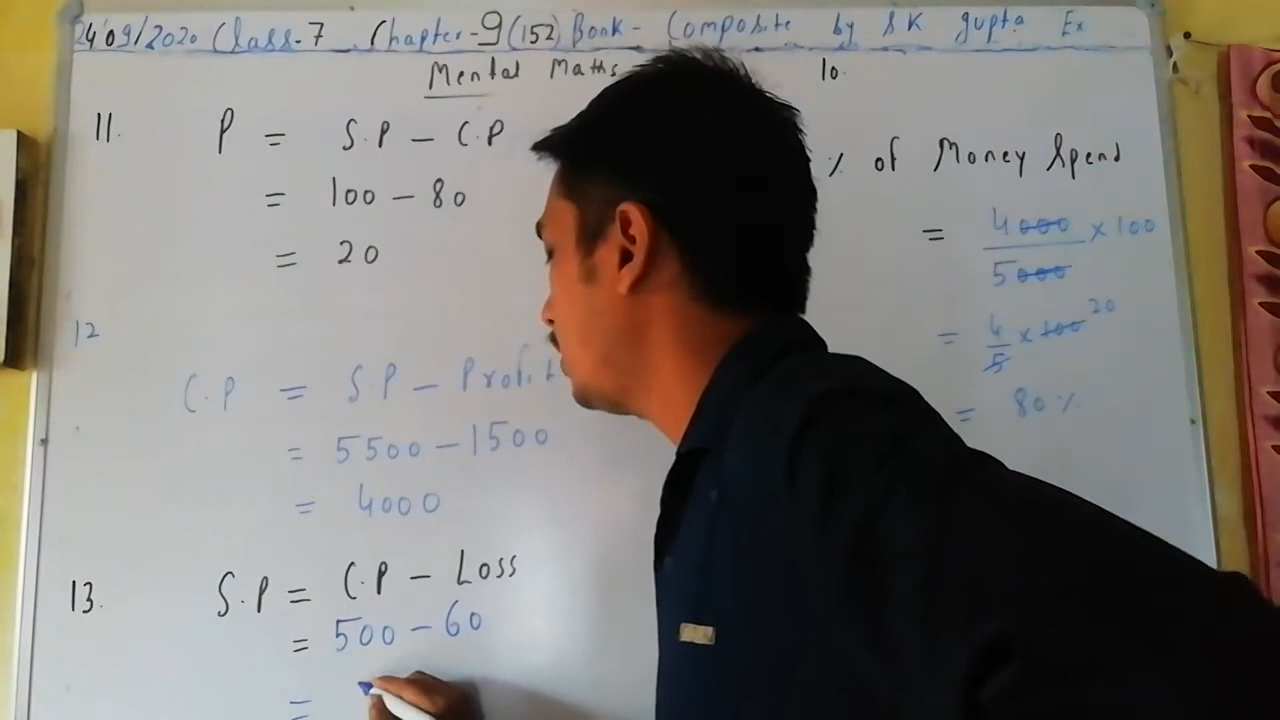 24/09/2020 Class-7 Chapter-9 (152) Book- Composite by S K gupta Ex
Mental Maths
11. P = S.P - C.P
= 100 - 80
= 20
12 C.P = S.P - Profit
= 5500 - 1500
= 4000
13. S.P = C.P - Loss
= 500 - 60
=
10.
% of Money Spend
= 4000/5000 × 100
= 4/5 × 100 20
= 80 %